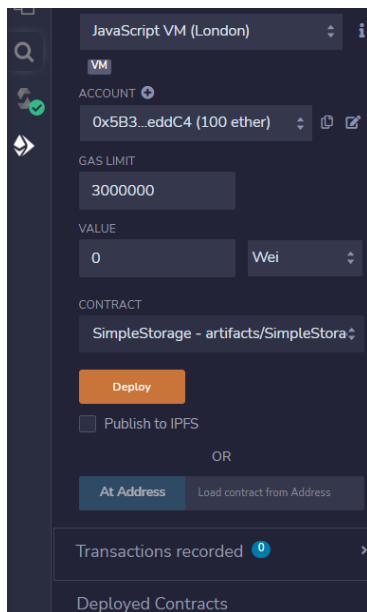 JavaScript VM (London)
VM
ACCOUNT
0x5B3...eddC4 (100 ether)
GAS LIMIT
3000000
VALUE
0 Wei
CONTRACT
SimpleStorage - artifacts/SimpleStora
Deploy
Publish to IPFS
OR
At Address Load contract from Address
Transactions recorded 0
Deployed Contracts